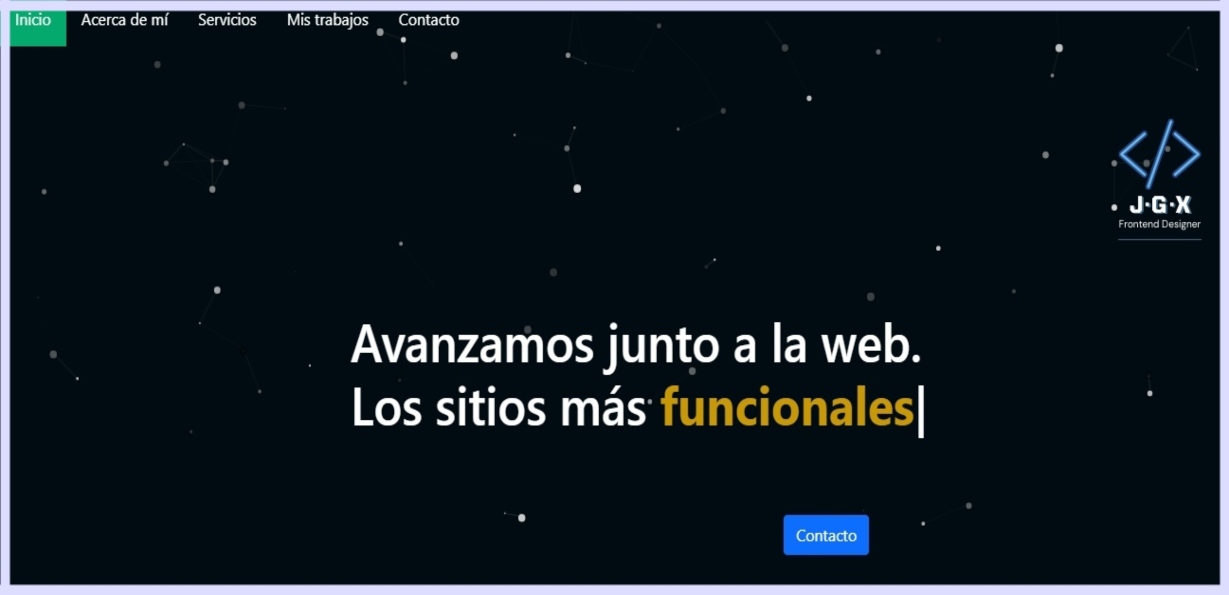 Inicio Acerca de mí Servicios Mis trabajos Contacto
</>
J·G·X
Frontend Designer
Avanzamos junto a la web.
Los sitios más funcionales|
Contacto